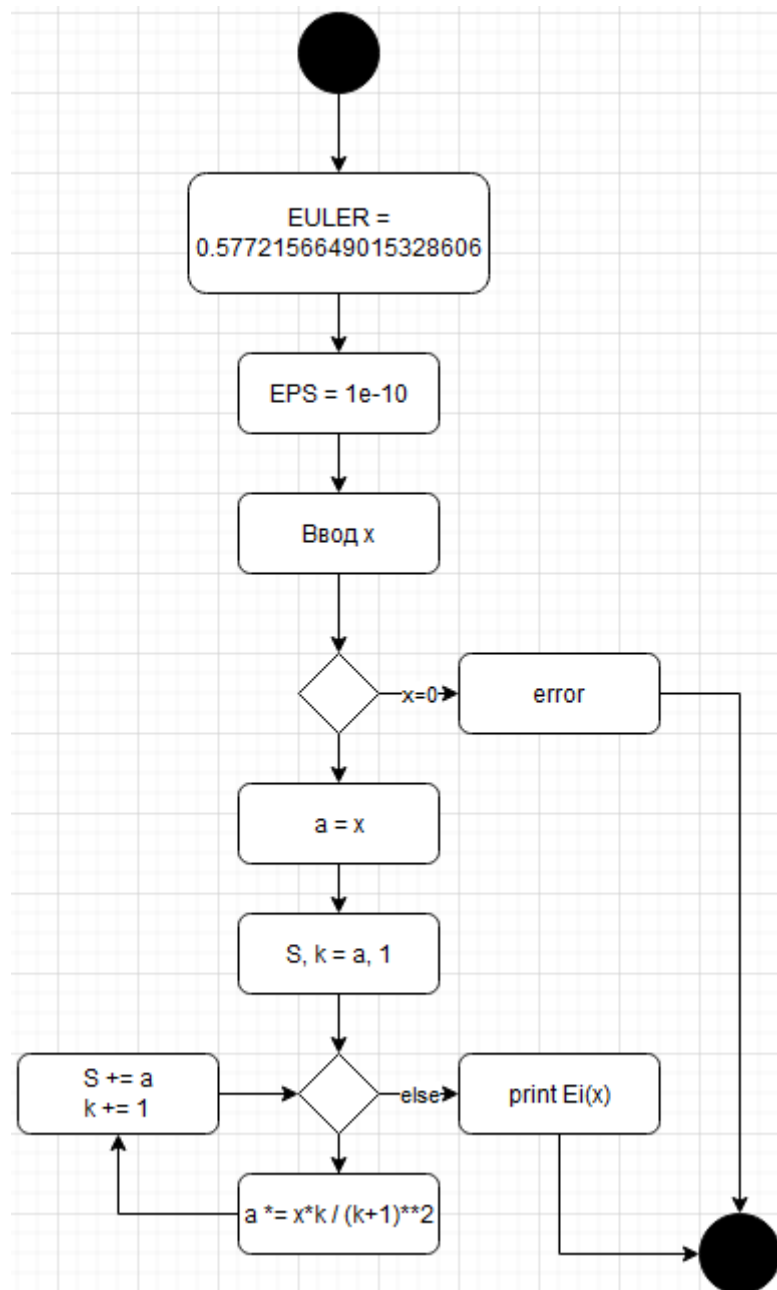 EULER =
0.5772156649015328606
EPS = 1e-10
Ввод x
x=0
error
a = x
S, k = a, 1
S += a
k += 1
else
print Ei(x)
a *= x*k / (k+1)**2